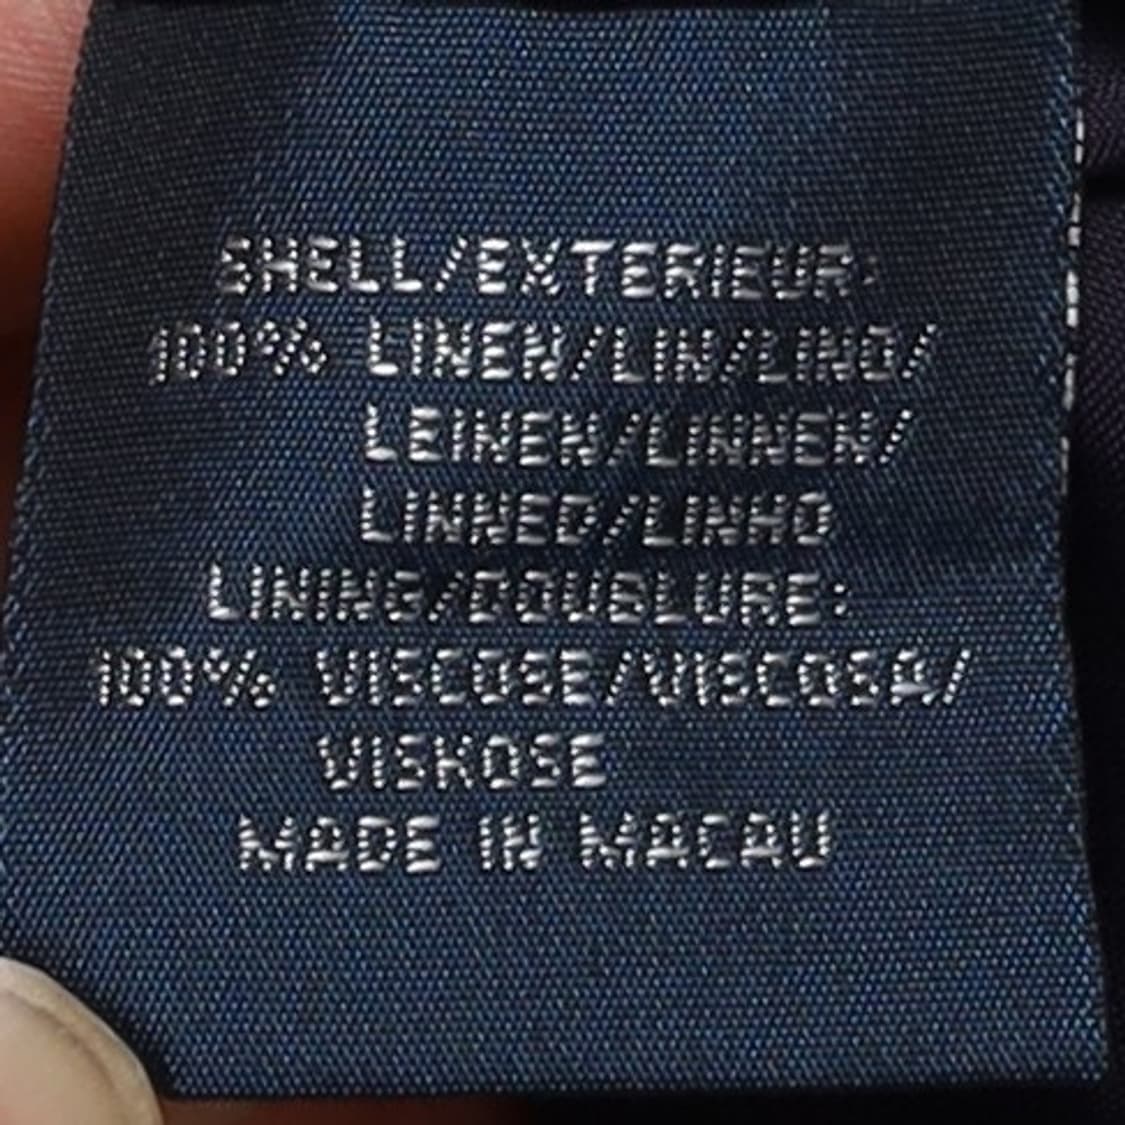 SHELL/EXTERIEUR:
100% LINEN/LIN/LINO/
LEINEN/LINNEN/
LINNED/LINHO
LINING/DOUBLURE:
100% VISCOSE/VISCOSA/
VISKOSE
MADE IN MACAU